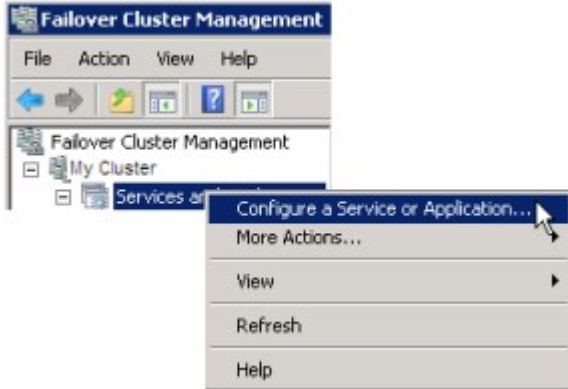 Failover Cluster Management
File Action View Help
Failover Cluster Management
My Cluster
Services
Configure a Service or Application...
More Actions...
View
Refresh
Help